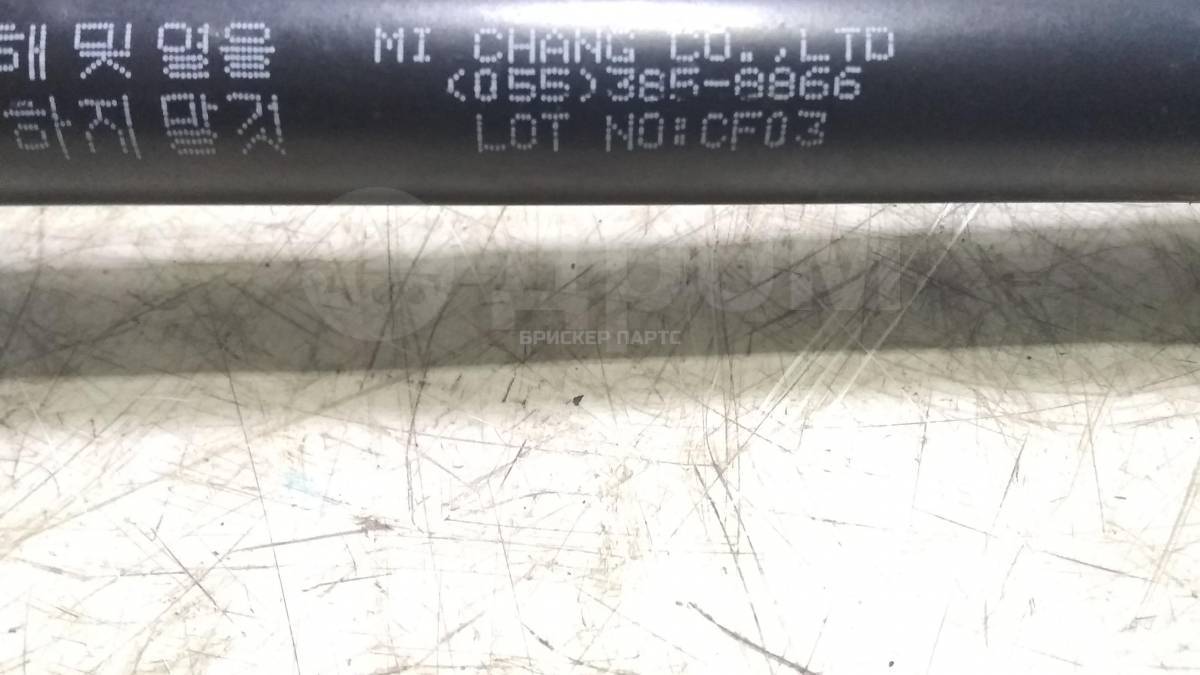 해 및 열을 MI CHANG CO.,LTD
(055)385-8866
하지 말것 LOT NO:CF03
Дром
БРИСКЕР ПАРТС